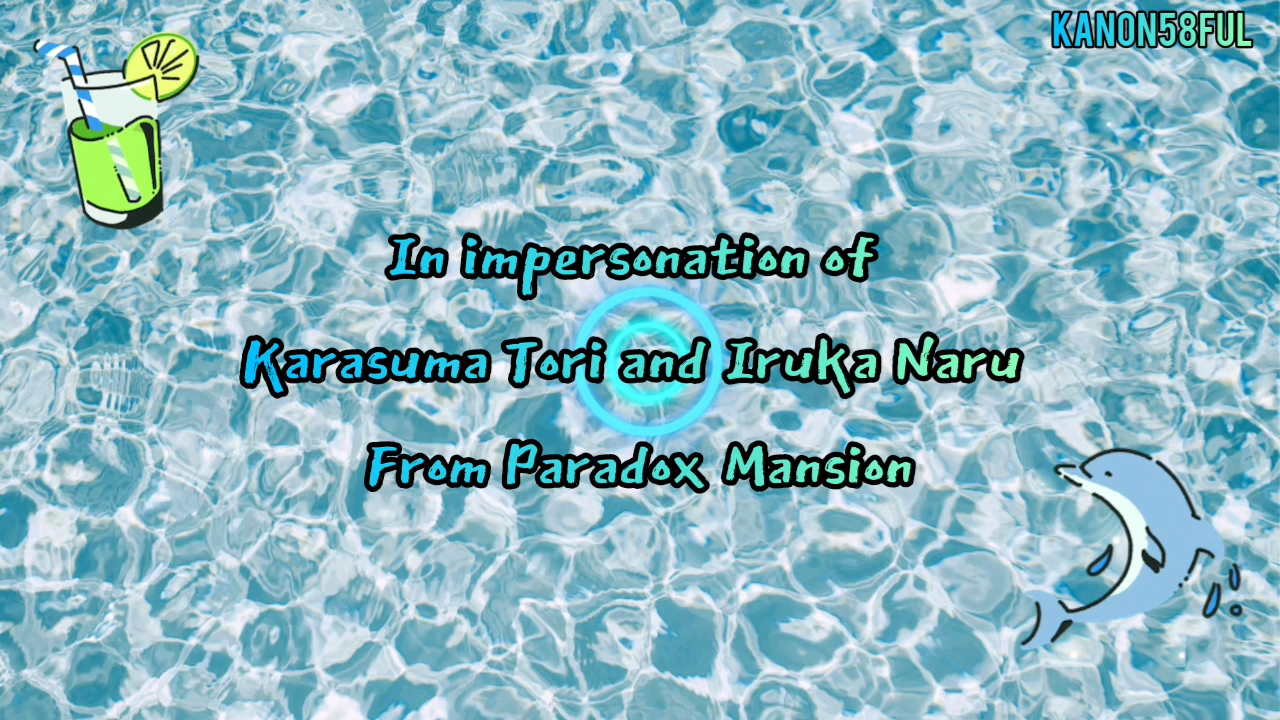 KANON58FUL
In impersonation of
Karasuma Tori and Iruka Naru
From Paradox Mansion